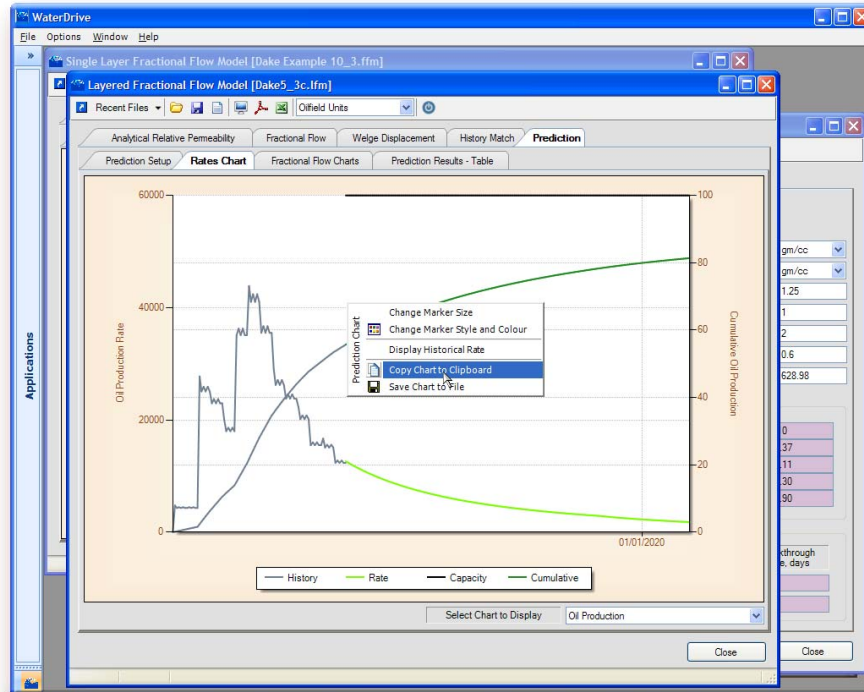 WaterDrive
File Options Window Help
»
Single Layer Fractional Flow Model [Dake Example 10_3.ffm]
Layered Fractional Flow Model [Dake5_3c.lfm]
Recent Files Oilfield Units
Analytical Relative Permeability Fractional Flow Welge Displacement History Match Prediction
Prediction Setup Rates Chart Fractional Flow Charts Prediction Results - Table
60000 100
80
40000
60
Oil Production Rate
Cumulative Oil Production
40
20000
20
0 0
01/01/2020
Prediction Chart
Change Marker Size
Change Marker Style and Colour
Display Historical Rate
Copy Chart to Clipboard
Save Chart to File
History Rate Capacity Cumulative
Select Chart to Display Oil Production
Close
Applications
gm/cc
gm/cc
1.25
1
2
0.6
628.98
0
.37
.11
.30
.90
days
Close